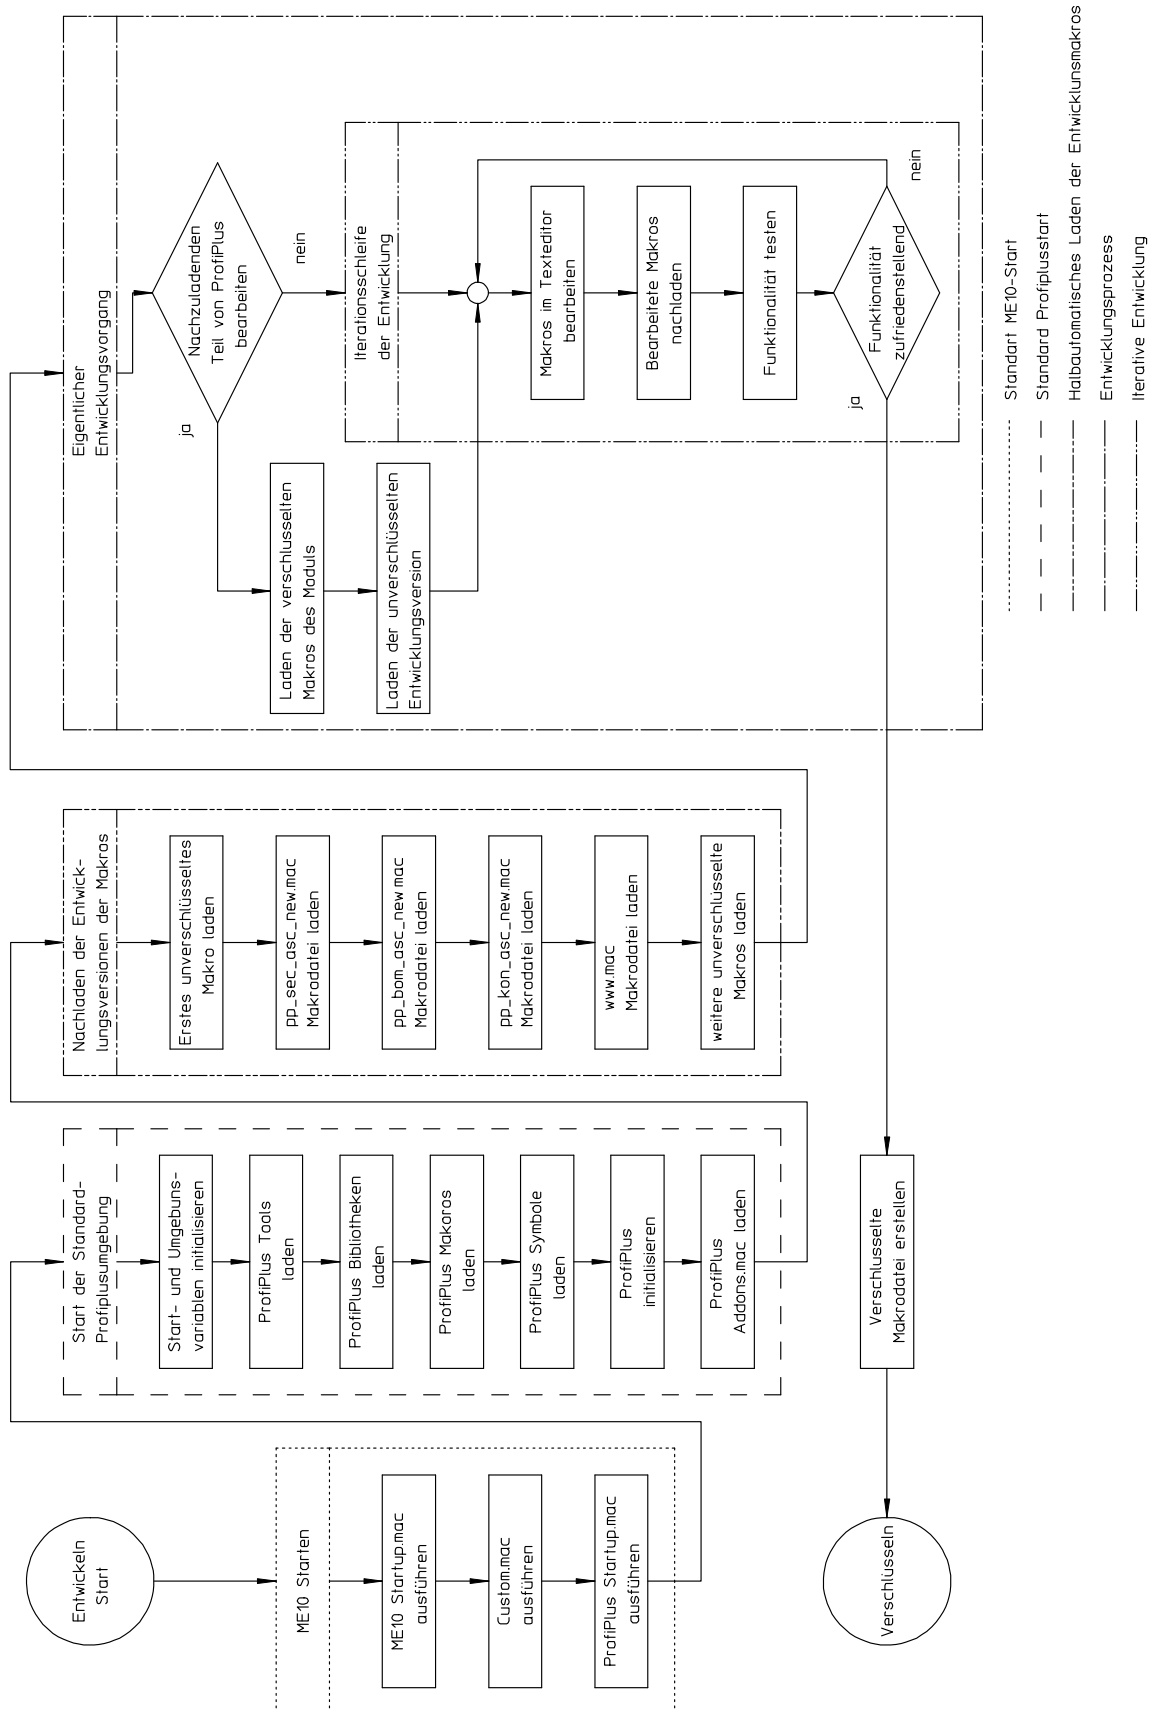 Entwickeln
Start
ME10 Starten
ME10 Startup.mac
ausführen
Custom.mac
ausführen
ProfiPlus Startup.mac
ausführen
Start der Standard-
Profiplusumgebung
Start- und Umgebuns-
variablen initialisieren
ProfiPlus Tools
laden
ProfiPlus Bibliotheken
laden
ProfiPlus Makoros
laden
ProfiPlus Symbole
laden
ProfiPlus
initialisieren
ProfiPlus
Addons.mac laden
Nachladen der Entwick-
lungsversionen der Makros
Erstes unverschlüsseltes
Makro laden
pp_sec_asc_new.mac
Makrodatei laden
pp_bom_asc_new.mac
Makrodatei laden
pp_kon_asc_new.mac
Makrodatei laden
www.mac
Makrodatei laden
weitere unverschlüsselte
Makros laden
Eigentlicher
Entwicklungsvorgang
Nachzuladenden
Teil von ProfiPlus
bearbeiten
ja
nein
Laden der verschlusselten
Makros des Moduls
Laden der unverschlüsselten
Entwicklungsversion
Iterationsschleife
der Entwicklung
Makros im Texteditor
bearbeiten
Bearbeitete Makros
nachladen
Funktionalität testen
Funktionalität
zufriedenstellend
ja
nein
Verschlusselte
Makrodatei erstellen
Verschlüsseln
Standart ME10-Start
Standard Profiplusstart
Halbautomatisches Laden der Entwicklunsmakros
Entwicklungsprozess
Iterative Entwicklung